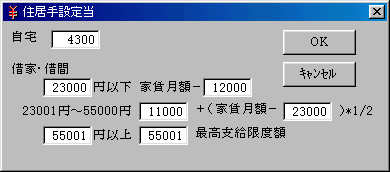 ¥ 住居手設定当
自宅 4300 OK
借家・借間 キャンセル
23000 円以下 家賃月額− 12000
23001円～55000円 11000 ＋( 家賃月額− 23000 )*1/2
55001 円以上 55001 最高支給限度額